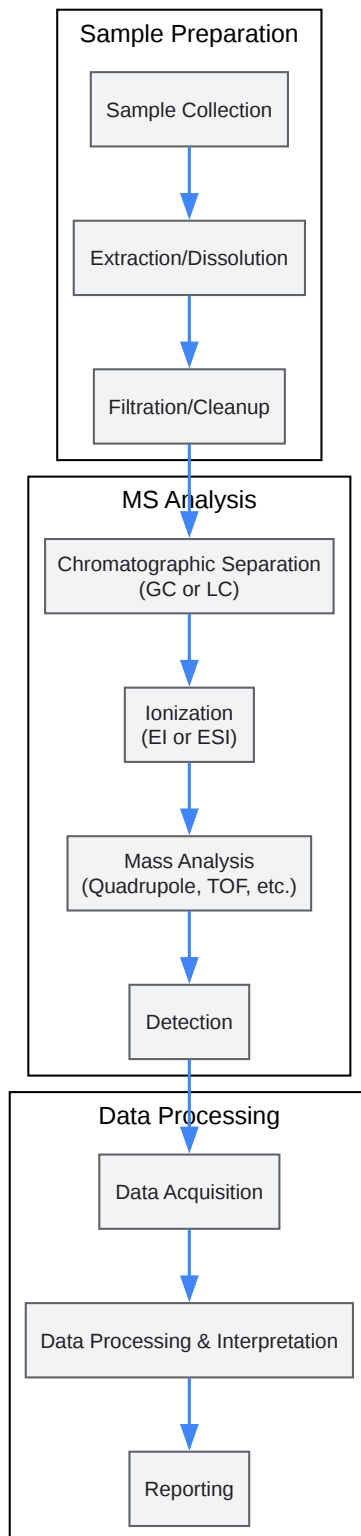 Sample Preparation
Sample Collection
Extraction/Dissolution
Filtration/Cleanup
MS Analysis
Chromatographic Separation
(GC or LC)
Ionization
(EI or ESI)
Mass Analysis
(Quadrupole, TOF, etc.)
Detection
Data Processing
Data Acquisition
Data Processing & Interpretation
Reporting